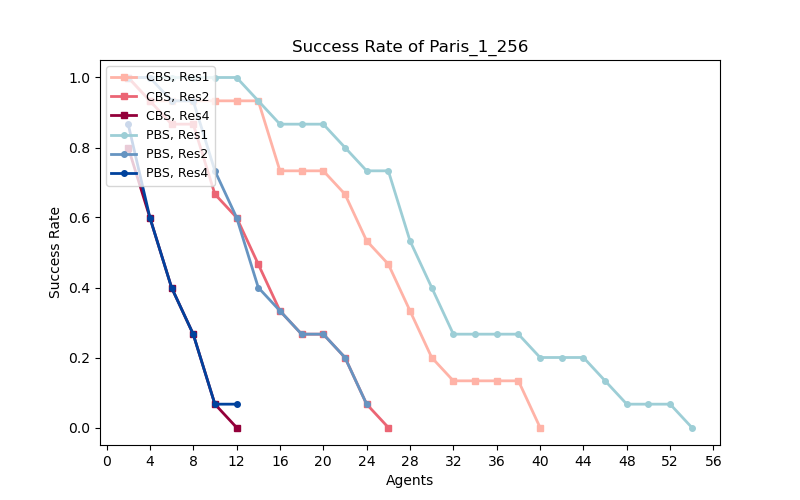 Success Rate of Paris_1_256
1.0
0.8
0.6
0.4
0.2
0.0
Success Rate
CBS, Res1
CBS, Res2
CBS, Res4
PBS, Res1
PBS, Res2
PBS, Res4
0 4 8 12 16 20 24 28 32 36 40 44 48 52 56
Agents